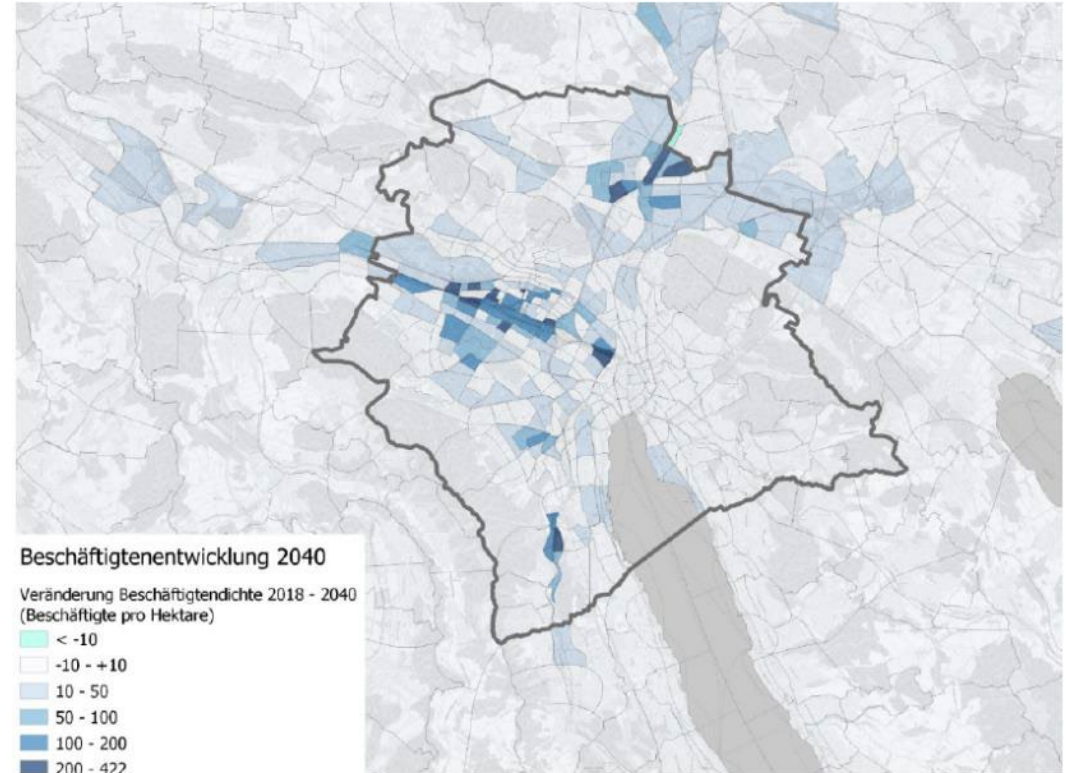 Beschäftigtenentwicklung 2040
Veränderung Beschäftigtendichte 2018 - 2040
(Beschäftigte pro Hektare)
< -10
-10 - +10
10 - 50
50 - 100
100 - 200
200 - 422